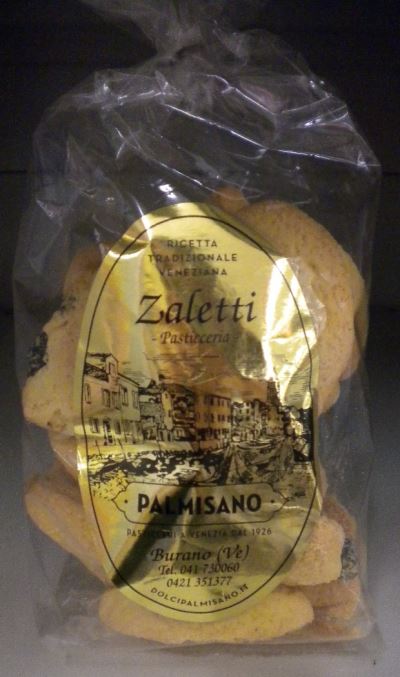 RICETTA
TRADIZIONALE
VENEZIANA
Zaletti
- Pasticceria -
· PALMISANO ·
PASTICCERI A VENEZIA DAL 1926
Burano (Ve)
Tel. 041 730060
0421 351377
DOLCIPALMISANO.IT